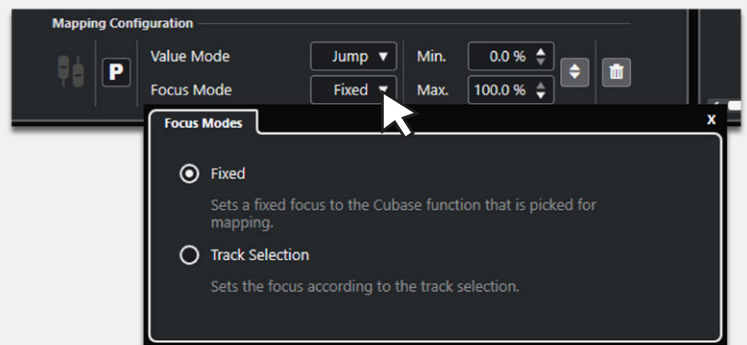 Mapping Configuration
P
Value Mode Jump Min. 0.0 %
Focus Mode Fixed Max. 100.0 %
Focus Modes X
Fixed
Sets a fixed focus to the Cubase function that is picked for
mapping.
Track Selection
Sets the focus according to the track selection.